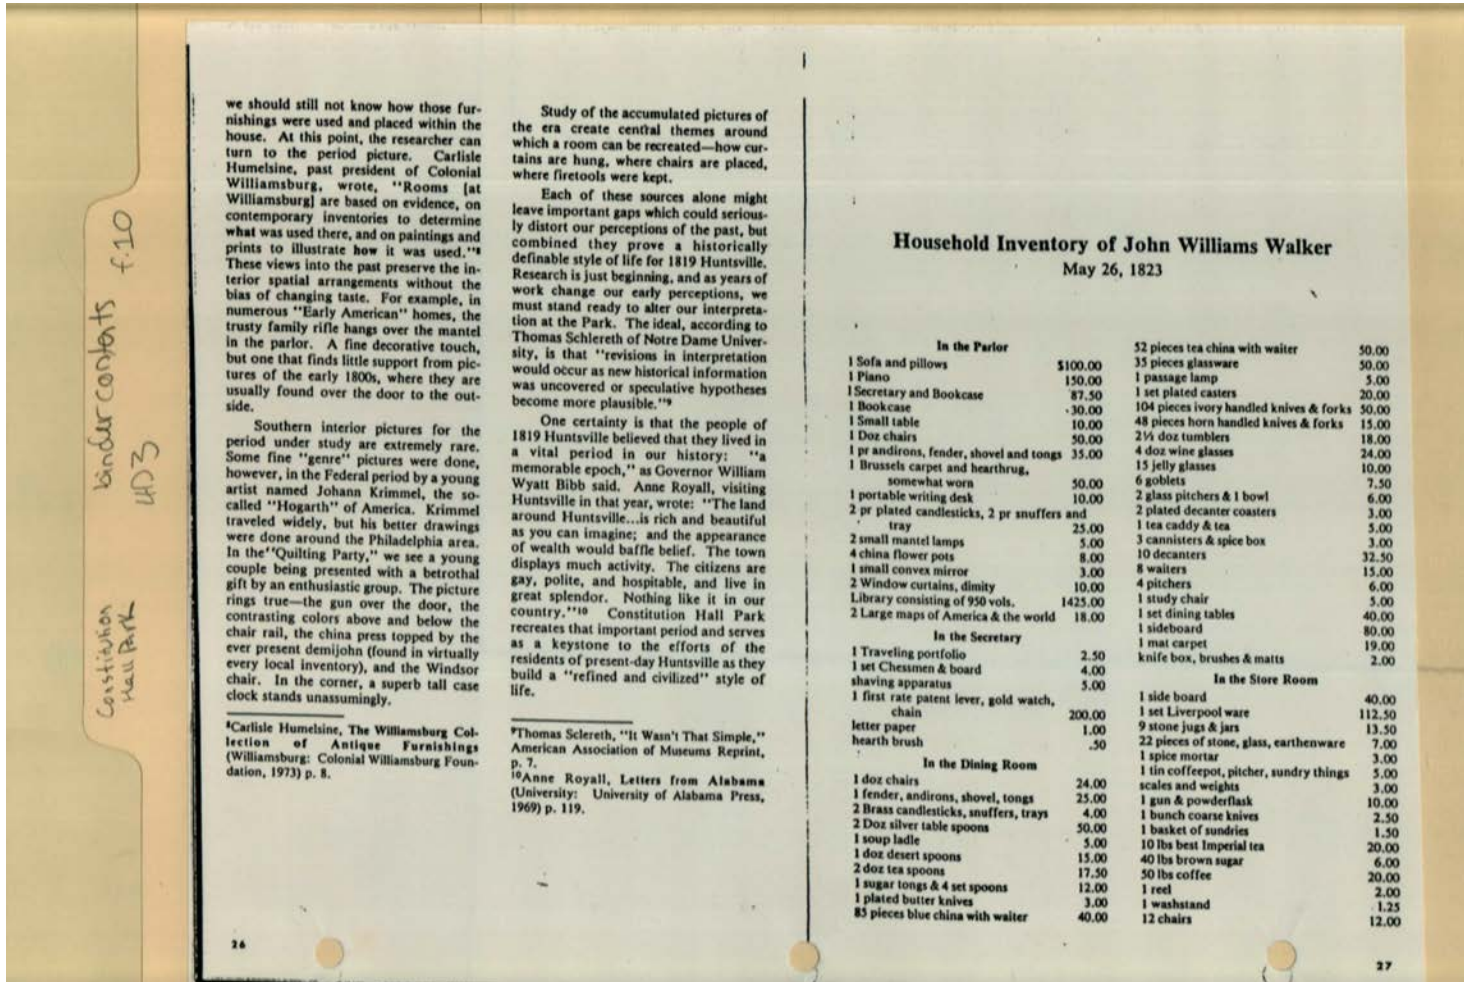 binder contents f.10
4D3
Constitution
Hall Park
we should still not know how those fur-
nishings were used and placed within the
house. At this point, the researcher can
turn to the period picture. Carlisle
Humelsine, past president of Colonial
Williamsburg, wrote, "Rooms [at
Williamsburg] are based on evidence, on
contemporary inventories to determine
what was used there, and on paintings and
prints to illustrate how it was used."⁸
These views into the past preserve the in-
terior spatial arrangements without the
bias of changing taste. For example, in
numerous "Early American" homes, the
trusty family rifle hangs over the mantel
in the parlor. A fine decorative touch,
but one that finds little support from pic-
tures of the early 1800s, where they are
usually found over the door to the out-
side.
Southern interior pictures for the
period under study are extremely rare.
Some fine "genre" pictures were done,
however, in the Federal period by a young
artist named Johann Krimmel, the so-
called "Hogarth" of America. Krimmel
traveled widely, but his better drawings
were done around the Philadelphia area.
In the "Quilting Party," we see a young
couple being presented with a betrothal
gift by an enthusiastic group. The picture
rings true—the gun over the door, the
contrasting colors above and below the
chair rail, the china press topped by the
ever present demijohn (found in virtually
every local inventory), and the Windsor
chair. In the corner, a superb tall case
clock stands unassumingly.
⁸Carlisle Humelsine, The Williamsburg Col-
lection of Antique Furnishings
(Williamsburg: Colonial Williamsburg Foun-
dation, 1973) p. 8.
26
Study of the accumulated pictures of
the era create central themes around
which a room can be recreated—how cur-
tains are hung, where chairs are placed,
where firetools were kept.
Each of these sources alone might
leave important gaps which could serious-
ly distort our perceptions of the past, but
combined they prove a historically
definable style of life for 1819 Huntsville.
Research is just beginning, and as years of
work change our early perceptions, we
must stand ready to alter our interpreta-
tion at the Park. The ideal, according to
Thomas Schlereth of Notre Dame Univer-
sity, is that "revisions in interpretation
would occur as new historical information
was uncovered or speculative hypotheses
become more plausible."⁹
One certainty is that the people of
1819 Huntsville believed that they lived in
a vital period in our history: "a
memorable epoch," as Governor William
Wyatt Bibb said. Anne Royall, visiting
Huntsville in that year, wrote: "The land
around Huntsville...is rich and beautiful
as you can imagine; and the appearance
of wealth would baffle belief. The town
displays much activity. The citizens are
gay, polite, and hospitable, and live in
great splendor. Nothing like it in our
country."¹⁰ Constitution Hall Park
recreates that important period and serves
as a keystone to the efforts of the
residents of present-day Huntsville as they
build a "refined and civilized" style of
life.
⁹Thomas Sclereth, "It Wasn't That Simple,"
American Association of Museums Reprint,
p. 7.
¹⁰Anne Royall, Letters from Alabama
(University: University of Alabama Press,
1969) p. 119.
Household Inventory of John Williams Walker
May 26, 1823
In the Parlor
1 Sofa and pillows $100.00
1 Piano 150.00
1 Secretary and Bookcase 87.50
1 Bookcase 30.00
1 Small table 10.00
1 Doz chairs 50.00
1 pr andirons, fender, shovel and tongs 35.00
1 Brussels carpet and hearthrug,
somewhat worn 50.00
1 portable writing desk 10.00
2 pr plated candlesticks, 2 pr snuffers and
tray 25.00
2 small mantel lamps 5.00
4 china flower pots 8.00
1 small convex mirror 3.00
2 Window curtains, dimity 10.00
Library consisting of 950 vols. 1425.00
2 Large maps of America & the world 18.00
In the Secretary
1 Traveling portfolio 2.50
1 set Chessmen & board 4.00
shaving apparatus 5.00
1 first rate patent lever, gold watch,
chain 200.00
letter paper 1.00
hearth brush .50
In the Dining Room
1 doz chairs 24.00
1 fender, andirons, shovel, tongs 25.00
2 Brass candlesticks, snuffers, trays 4.00
2 Doz silver table spoons 50.00
1 soup ladle 5.00
1 doz desert spoons 15.00
2 doz tea spoons 17.50
1 sugar tongs & 4 set spoons 12.00
1 plated butter knives 3.00
85 pieces blue china with waiter 40.00
52 pieces tea china with waiter 50.00
35 pieces glassware 50.00
1 passage lamp 5.00
1 set plated casters 20.00
104 pieces ivory handled knives & forks 50.00
48 pieces horn handled knives & forks 15.00
2½ doz tumblers 18.00
4 doz wine glasses 24.00
15 jelly glasses 10.00
6 goblets 7.50
2 glass pitchers & 1 bowl 6.00
2 plated decanter coasters 3.00
1 tea caddy & tea 5.00
3 cannisters & spice box 3.00
10 decanters 32.50
8 waiters 15.00
4 pitchers 6.00
1 study chair 5.00
1 set dining tables 40.00
1 sideboard 80.00
1 mat carpet 19.00
knife box, brushes & matts 2.00
In the Store Room
1 side board 40.00
1 set Liverpool ware 112.50
9 stone jugs & jars 13.50
22 pieces of stone, glass, earthenware 7.00
1 spice mortar 3.00
1 tin coffeepot, pitcher, sundry things 5.00
scales and weights 3.00
1 gun & powderflask 10.00
1 bunch coarse knives 2.50
1 basket of sundries 1.50
10 lbs best Imperial tea 20.00
40 lbs brown sugar 6.00
50 lbs coffee 20.00
1 reel 2.00
1 washstand 1.25
12 chairs 12.00
27